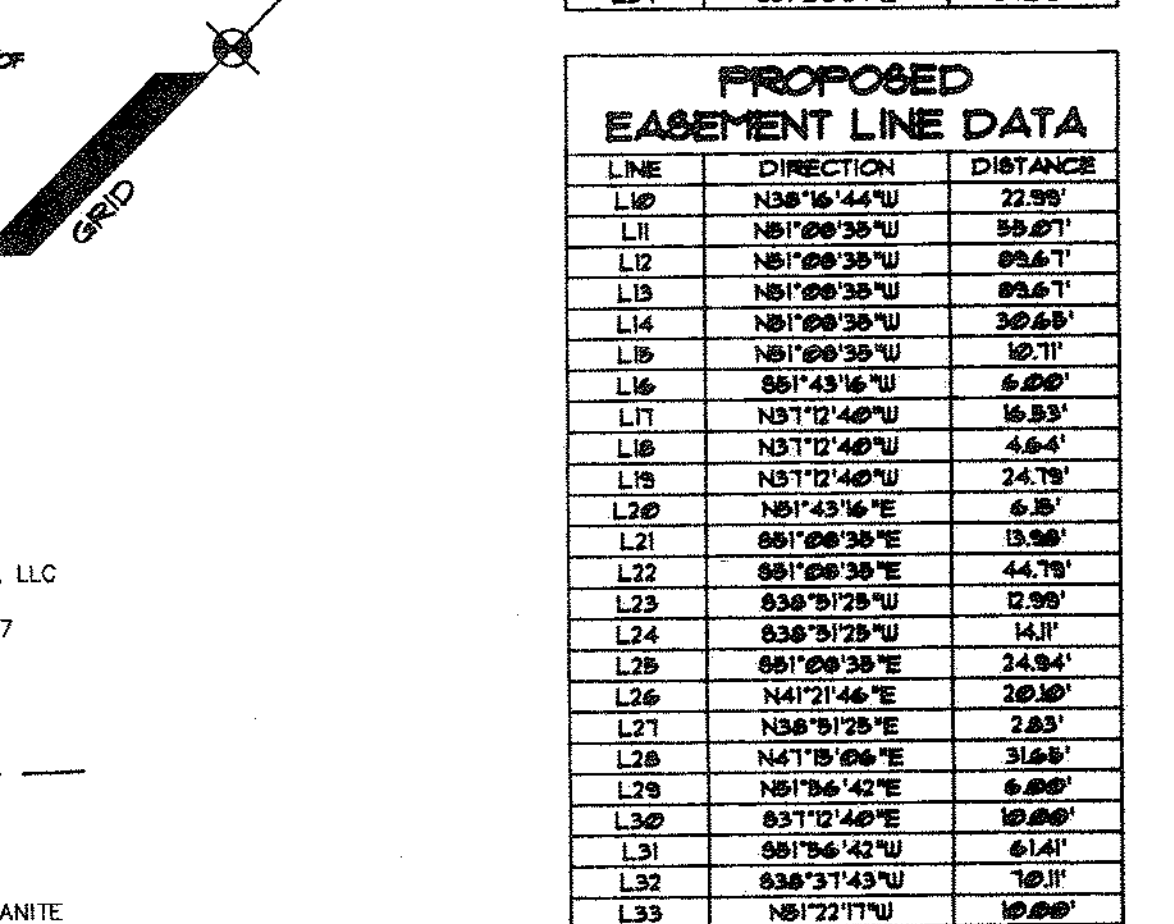 OF
GRID
, LLC
7
ANITE
PROPOSED
EASEMENT LINE DATA
LINE DIRECTION DISTANCE
L10 N38°16'44"W 22.99'
L11 N51°08'35"W 55.07'
L12 N51°08'35"W 89.67'
L13 N51°08'35"W 89.67'
L14 N51°08'35"W 30.65'
L15 N51°08'35"W 10.71'
L16 S51°43'16"W 6.00'
L17 N37°12'40"W 16.53'
L18 N37°12'40"W 4.64'
L19 N37°12'40"W 24.79'
L20 N51°43'16"E 6.15'
L21 S51°08'35"E 13.98'
L22 S51°08'35"E 44.79'
L23 S38°51'25"W 12.99'
L24 S38°51'25"W 14.11'
L25 S51°08'35"E 24.94'
L26 N41°21'46"E 20.10'
L27 N38°51'25"E 2.83'
L28 N47°15'06"E 31.65'
L29 N51°56'42"E 6.00'
L30 S37°12'40"E 10.00'
L31 S51°56'42"W 61.41'
L32 S38°37'43"W 70.11'
L33 N51°22'17"W 10.00'